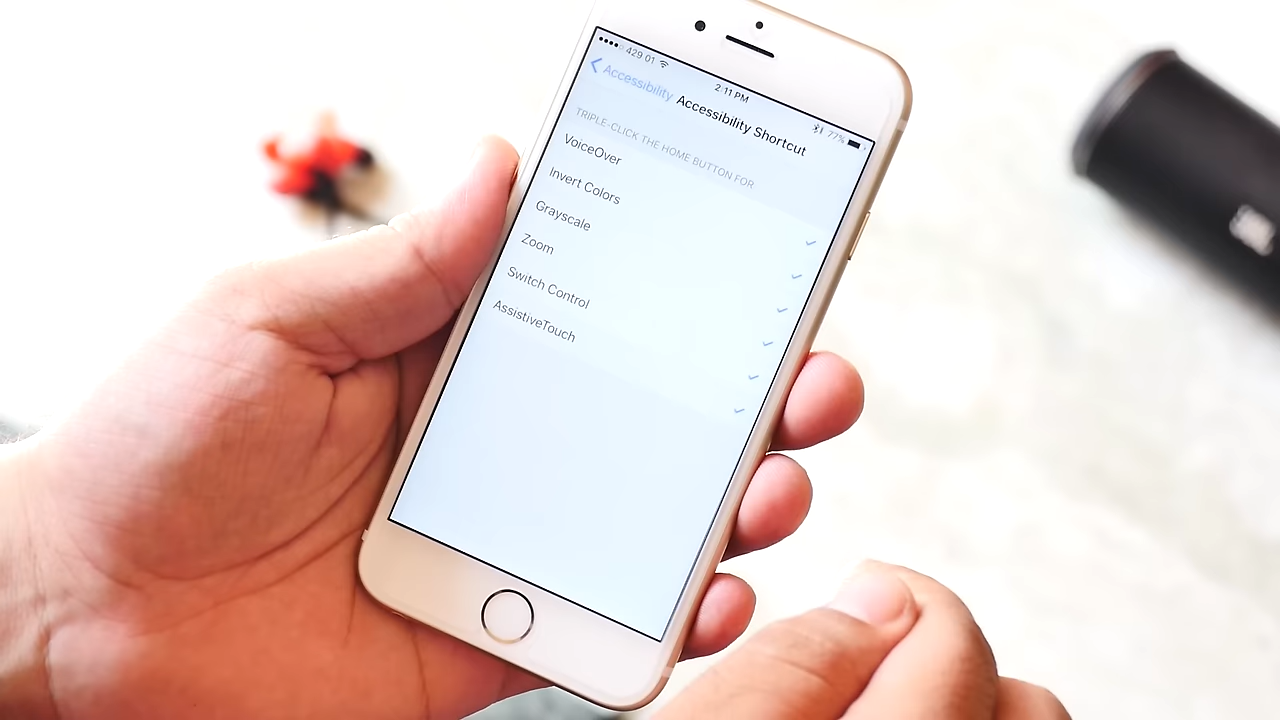 429 01
2:11 PM
77%
Accessibility
Accessibility Shortcut
TRIPLE-CLICK THE HOME BUTTON FOR
VoiceOver
Invert Colors
Grayscale
Zoom
Switch Control
AssistiveTouch